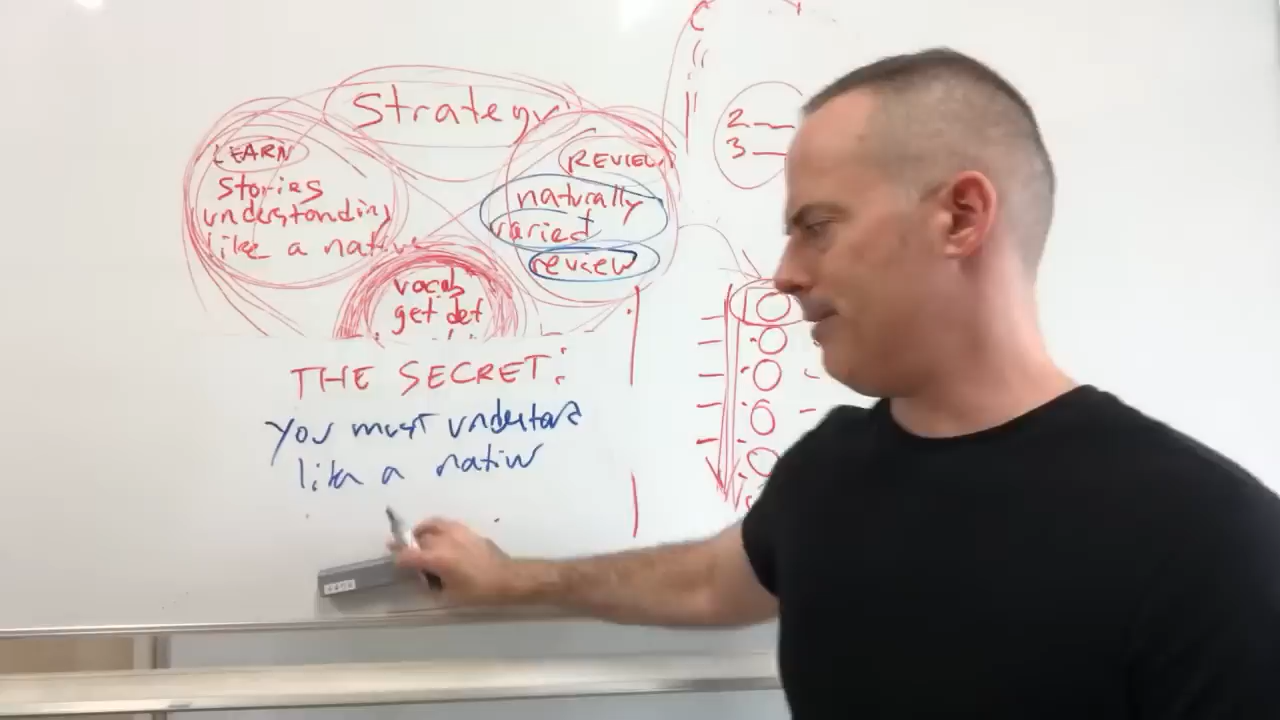 Strategy
LEARN
stories
understanding
like a native
REVIEW
naturally
varied
review
vocab
get def
THE SECRET:
You must understand
like a native
2
3